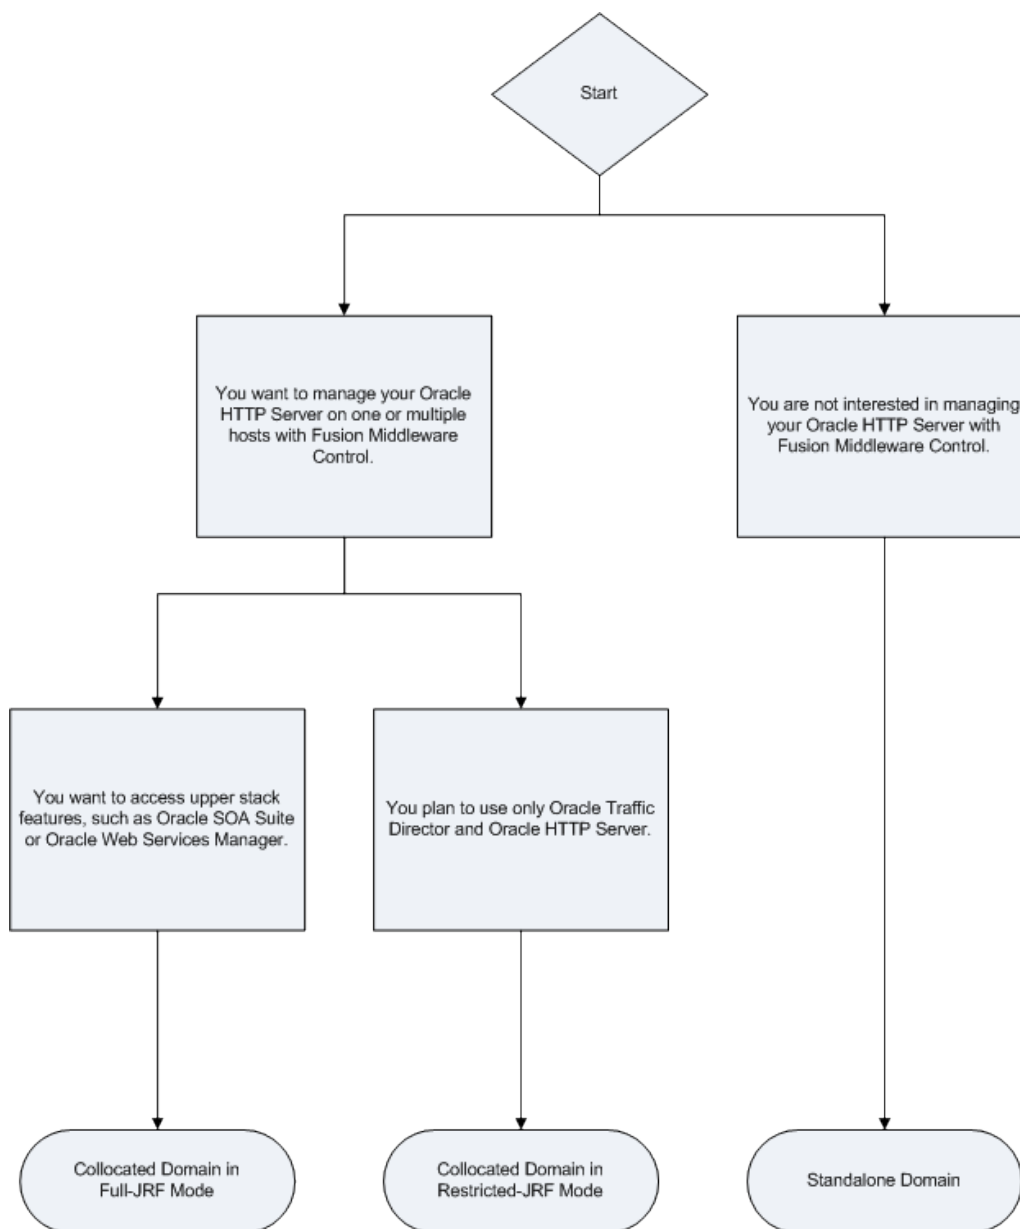 Start
You want to manage your Oracle
HTTP Server on one or multiple
hosts with Fusion Middleware
Control.
You are not interested in managing
your Oracle HTTP Server with
Fusion Middleware Control.
You want to access upper stack
features, such as Oracle SOA Suite
or Oracle Web Services Manager.
You plan to use only Oracle Traffic
Director and Oracle HTTP Server.
Collocated Domain in
Full-JRF Mode
Collocated Domain in
Restricted-JRF Mode
Standalone Domain